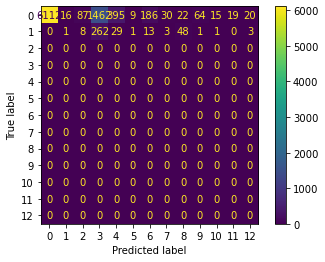 0 16 87 1462 395 9 186 30 22 64 15 19 20
1 0 1 8 262 29 1 13 3 48 1 1 0 3
2 0 0 0 0 0 0 0 0 0 0 0 0 0
3 0 0 0 0 0 0 0 0 0 0 0 0 0
4 0 0 0 0 0 0 0 0 0 0 0 0 0
5 0 0 0 0 0 0 0 0 0 0 0 0 0
6 0 0 0 0 0 0 0 0 0 0 0 0 0
7 0 0 0 0 0 0 0 0 0 0 0 0 0
8 0 0 0 0 0 0 0 0 0 0 0 0 0
9 0 0 0 0 0 0 0 0 0 0 0 0 0
10 0 0 0 0 0 0 0 0 0 0 0 0 0
11 0 0 0 0 0 0 0 0 0 0 0 0 0
12 0 0 0 0 0 0 0 0 0 0 0 0 0
0 1 2 3 4 5 6 7 8 9 10 11 12
Predicted label
True label
6000
5000
4000
3000
2000
1000
0